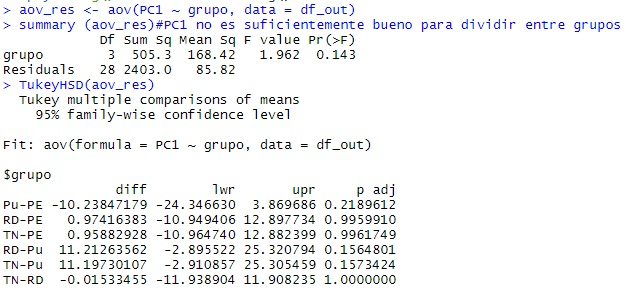 > aov_res <- aov(PC1 ~ grupo, data = df_out)
> summary (aov_res)#PC1 no es suficientemente bueno para dividir entre grupos
            Df Sum Sq Mean Sq F value Pr(>F)
grupo        3  505.3  168.42   1.962  0.143
Residuals   28 2403.0   85.82
> TukeyHSD(aov_res)
  Tukey multiple comparisons of means
    95% family-wise confidence level

Fit: aov(formula = PC1 ~ grupo, data = df_out)

$grupo
              diff        lwr       upr     p adj
Pu-PE -10.23847179 -24.346630  3.869686 0.2189612
RD-PE   0.97416383 -10.949406 12.897734 0.9959910
TN-PE   0.95882928 -10.964740 12.882399 0.9961749
RD-Pu  11.21263562  -2.895522 25.320794 0.1564801
TN-Pu  11.19730107  -2.910857 25.305459 0.1573424
TN-RD  -0.01533455 -11.938904 11.908235 1.0000000